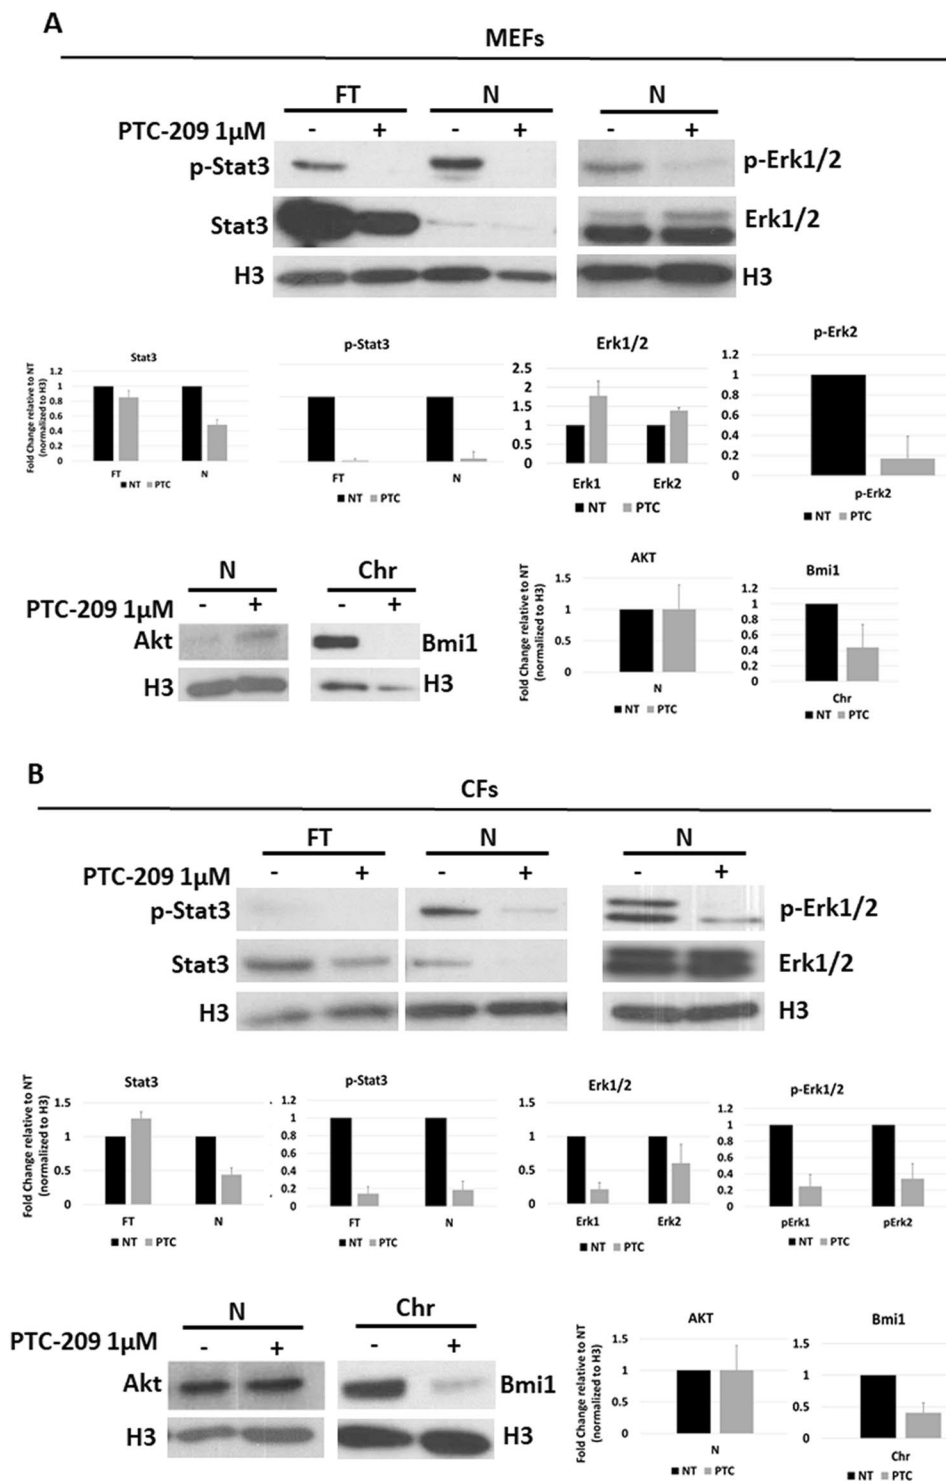 A
MEFs
FT N N
PTC-209 1µM - + - + - +
p-Stat3 p-Erk1/2
Stat3 Erk1/2
H3 H3
Stat3 p-Stat3 Erk1/2 p-Erk2
Fold Change relative to NT
(normalized to H3)
1.2
1
0.8
0.6
0.4
0.2
0
FT N
NT PTC
FT N
NT PTC
2.5
2
1.5
1
0.5
0
Erk1 Erk2
NT PTC
1.2
1
0.8
0.6
0.4
0.2
0
p-Erk2
NT PTC
N Chr
PTC-209 1µM - + - +
Akt Bmi1
H3 H3
AKT Bmi1
Fold Change relative to NT
(normalized to H3)
1.5
1
0.5
0
N
NT PTC
1.2
1
0.8
0.6
0.4
0.2
0
Chr
NT PTC
B
CFs
FT N N
PTC-209 1µM - + - + - +
p-Stat3 p-Erk1/2
Stat3 Erk1/2
H3 H3
Stat3 p-Stat3 Erk1/2 p-Erk1/2
Fold Change relative to NT
(normalized to H3)
1.5
1
0.5
0
FT N
NT PTC
1.2
1
0.8
0.6
0.4
0.2
0
FT N
NT PTC
1.5
1
0.5
0
Erk1 Erk2
NT PTC
1.2
1
0.8
0.6
0.4
0.2
0
pErk1 pErk2
NT PTC
N Chr
PTC-209 1µM - + - +
Akt Bmi1
H3 H3
AKT Bmi1
Fold Change relative to NT
(normalized to H3)
1.5
1
0.5
0
N
NT PTC
1.5
1
0.5
0
Chr
NT PTC